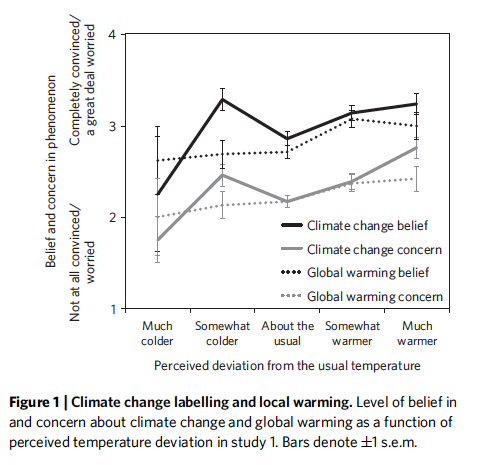 4
3
2
1
Belief and concern in phenomenon
Completely convinced/
a great deal worried
Not at all convinced/
worried
Climate change belief
Climate change concern
Global warming belief
Global warming concern
Much
colder
Somewhat
colder
About the
usual
Somewhat
warmer
Much
warmer
Perceived deviation from the usual temperature
Figure 1 | Climate change labelling and local warming. Level of belief in
and concern about climate change and global warming as a function of
perceived temperature deviation in study 1. Bars denote ±1 s.e.m.